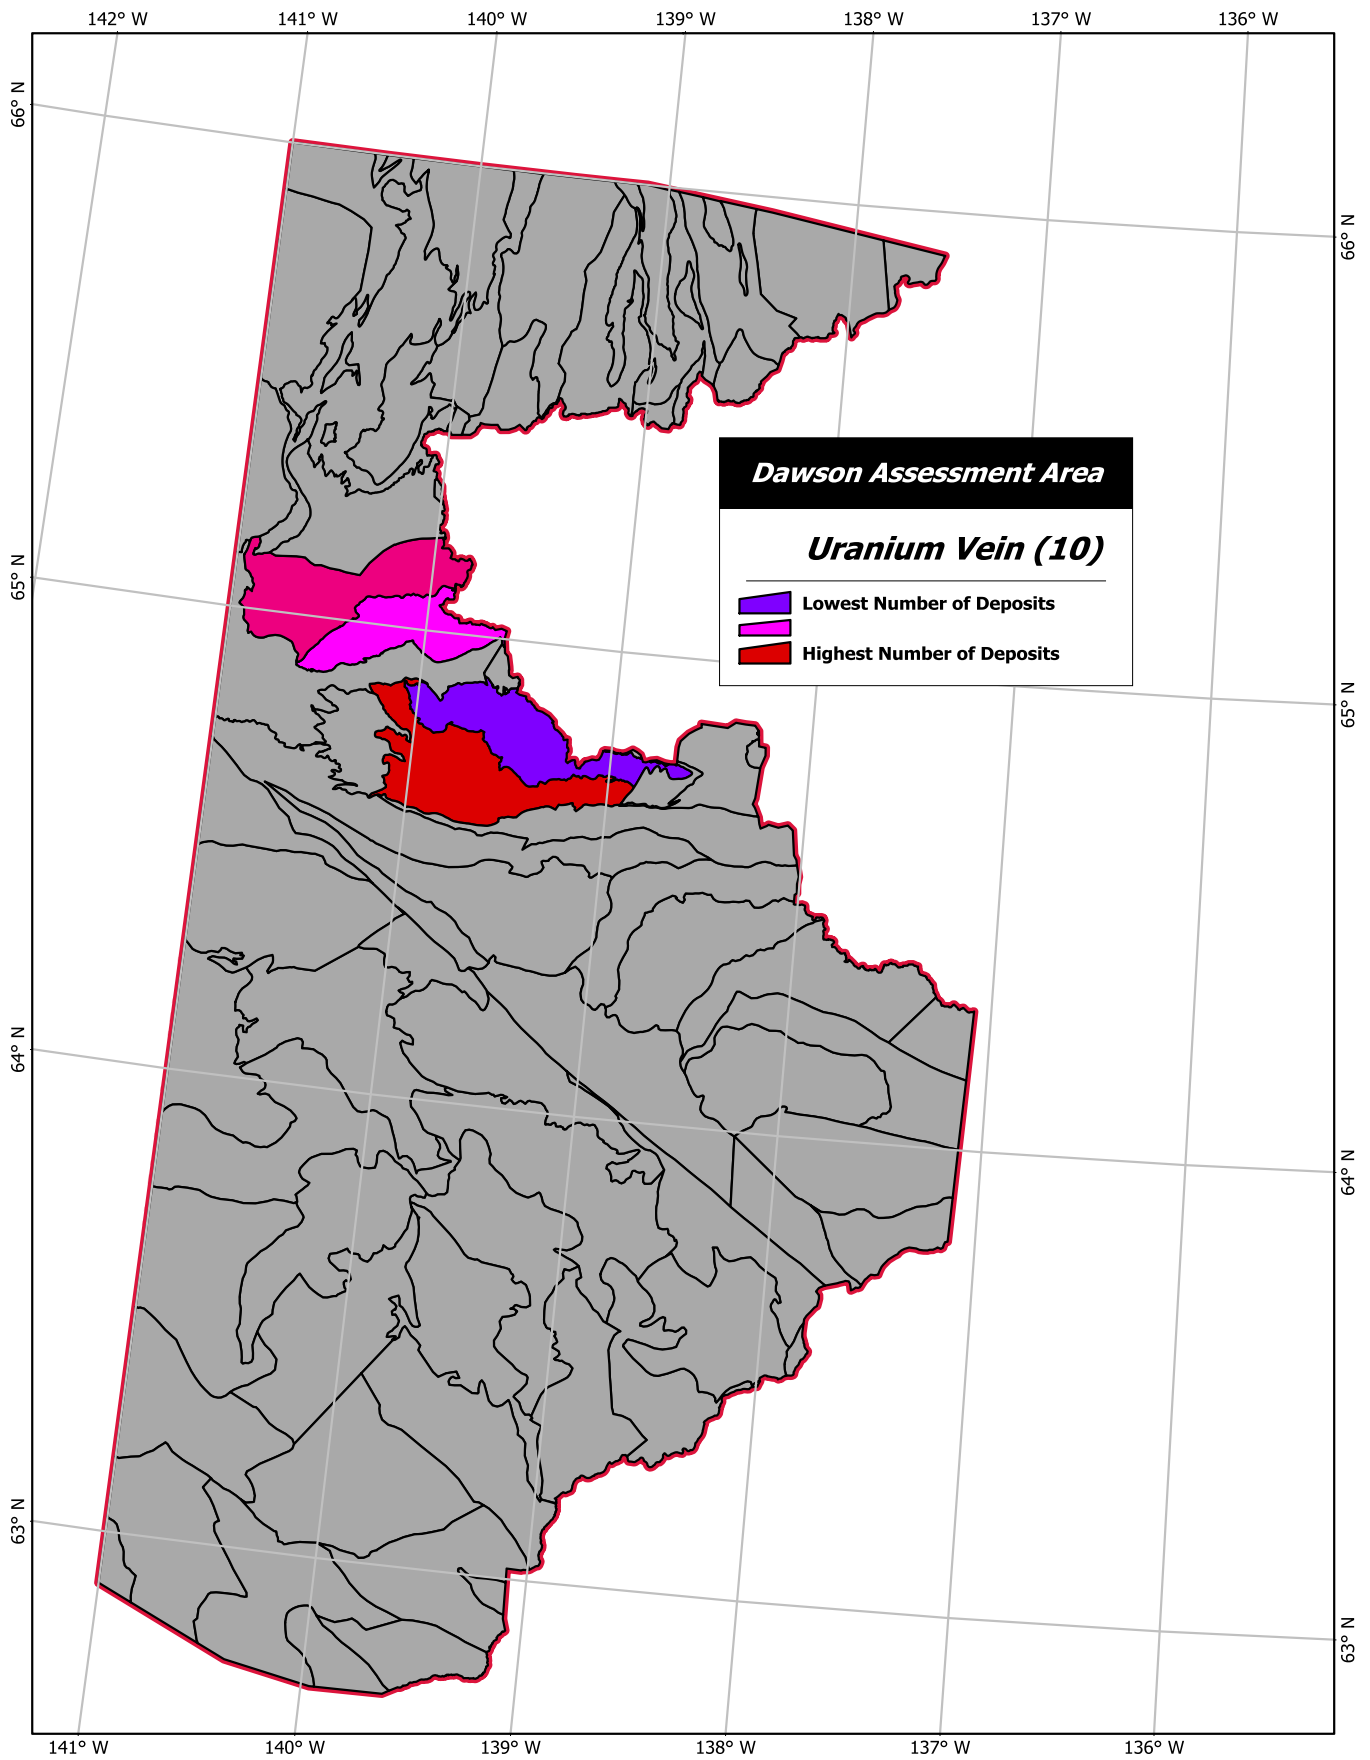 142° W 141° W 140° W 139° W 138° W 137° W 136° W
66° N
66° N
Dawson Assessment Area
Uranium Vein (10)
65° N
Lowest Number of Deposits
Highest Number of Deposits
65° N
64° N
64° N
63° N
63° N
141° W 140° W 139° W 138° W 137° W 136° W